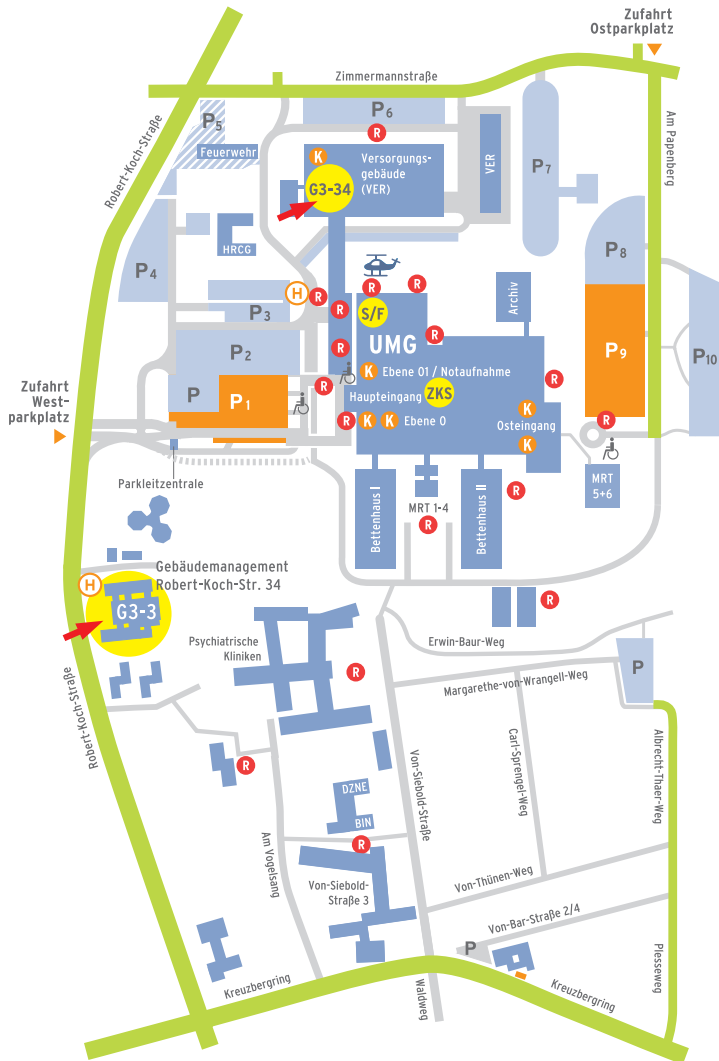 Zufahrt
Ostparkplatz
Zimmermannstraße
Robert-Koch-Straße
Am Papenberg
P5
Feuerwehr
P6
R
K
Versorgungs-
gebäude
(VER)
G3-34
VER
P7
P8
HRCG
P4
H
R
R
R
R
S/F
R
Archiv
P3
P2
UMG
R
P9
P10
K
Ebene 01 / Notaufnahme
R
P
P1
R
Haupteingang
ZKS
Zufahrt
West-
parkplatz
R
K
K
Ebene 0
K
Osteingang
K
R
Parkleitzentrale
Bettenhaus I
MRT 1-4
R
Bettenhaus II
R
MRT
5+6
Gebäudemanagement
Robert-Koch-Str. 34
H
G3-3
R
Psychiatrische
Kliniken
R
Erwin-Baur-Weg
Margarethe-von-Wrangell-Weg
P
Robert-Koch-Straße
R
Carl-Sprengel-Weg
Albrecht-Thaer-Weg
Von-Siebold-Straße
DZNE
BIN
R
Am Vogelsang
Von-Siebold-
Straße 3
Von-Thünen-Weg
Von-Bar-Straße 2/4
P
Plesseweg
Kreuzbergring
Waldweg
Kreuzbergring